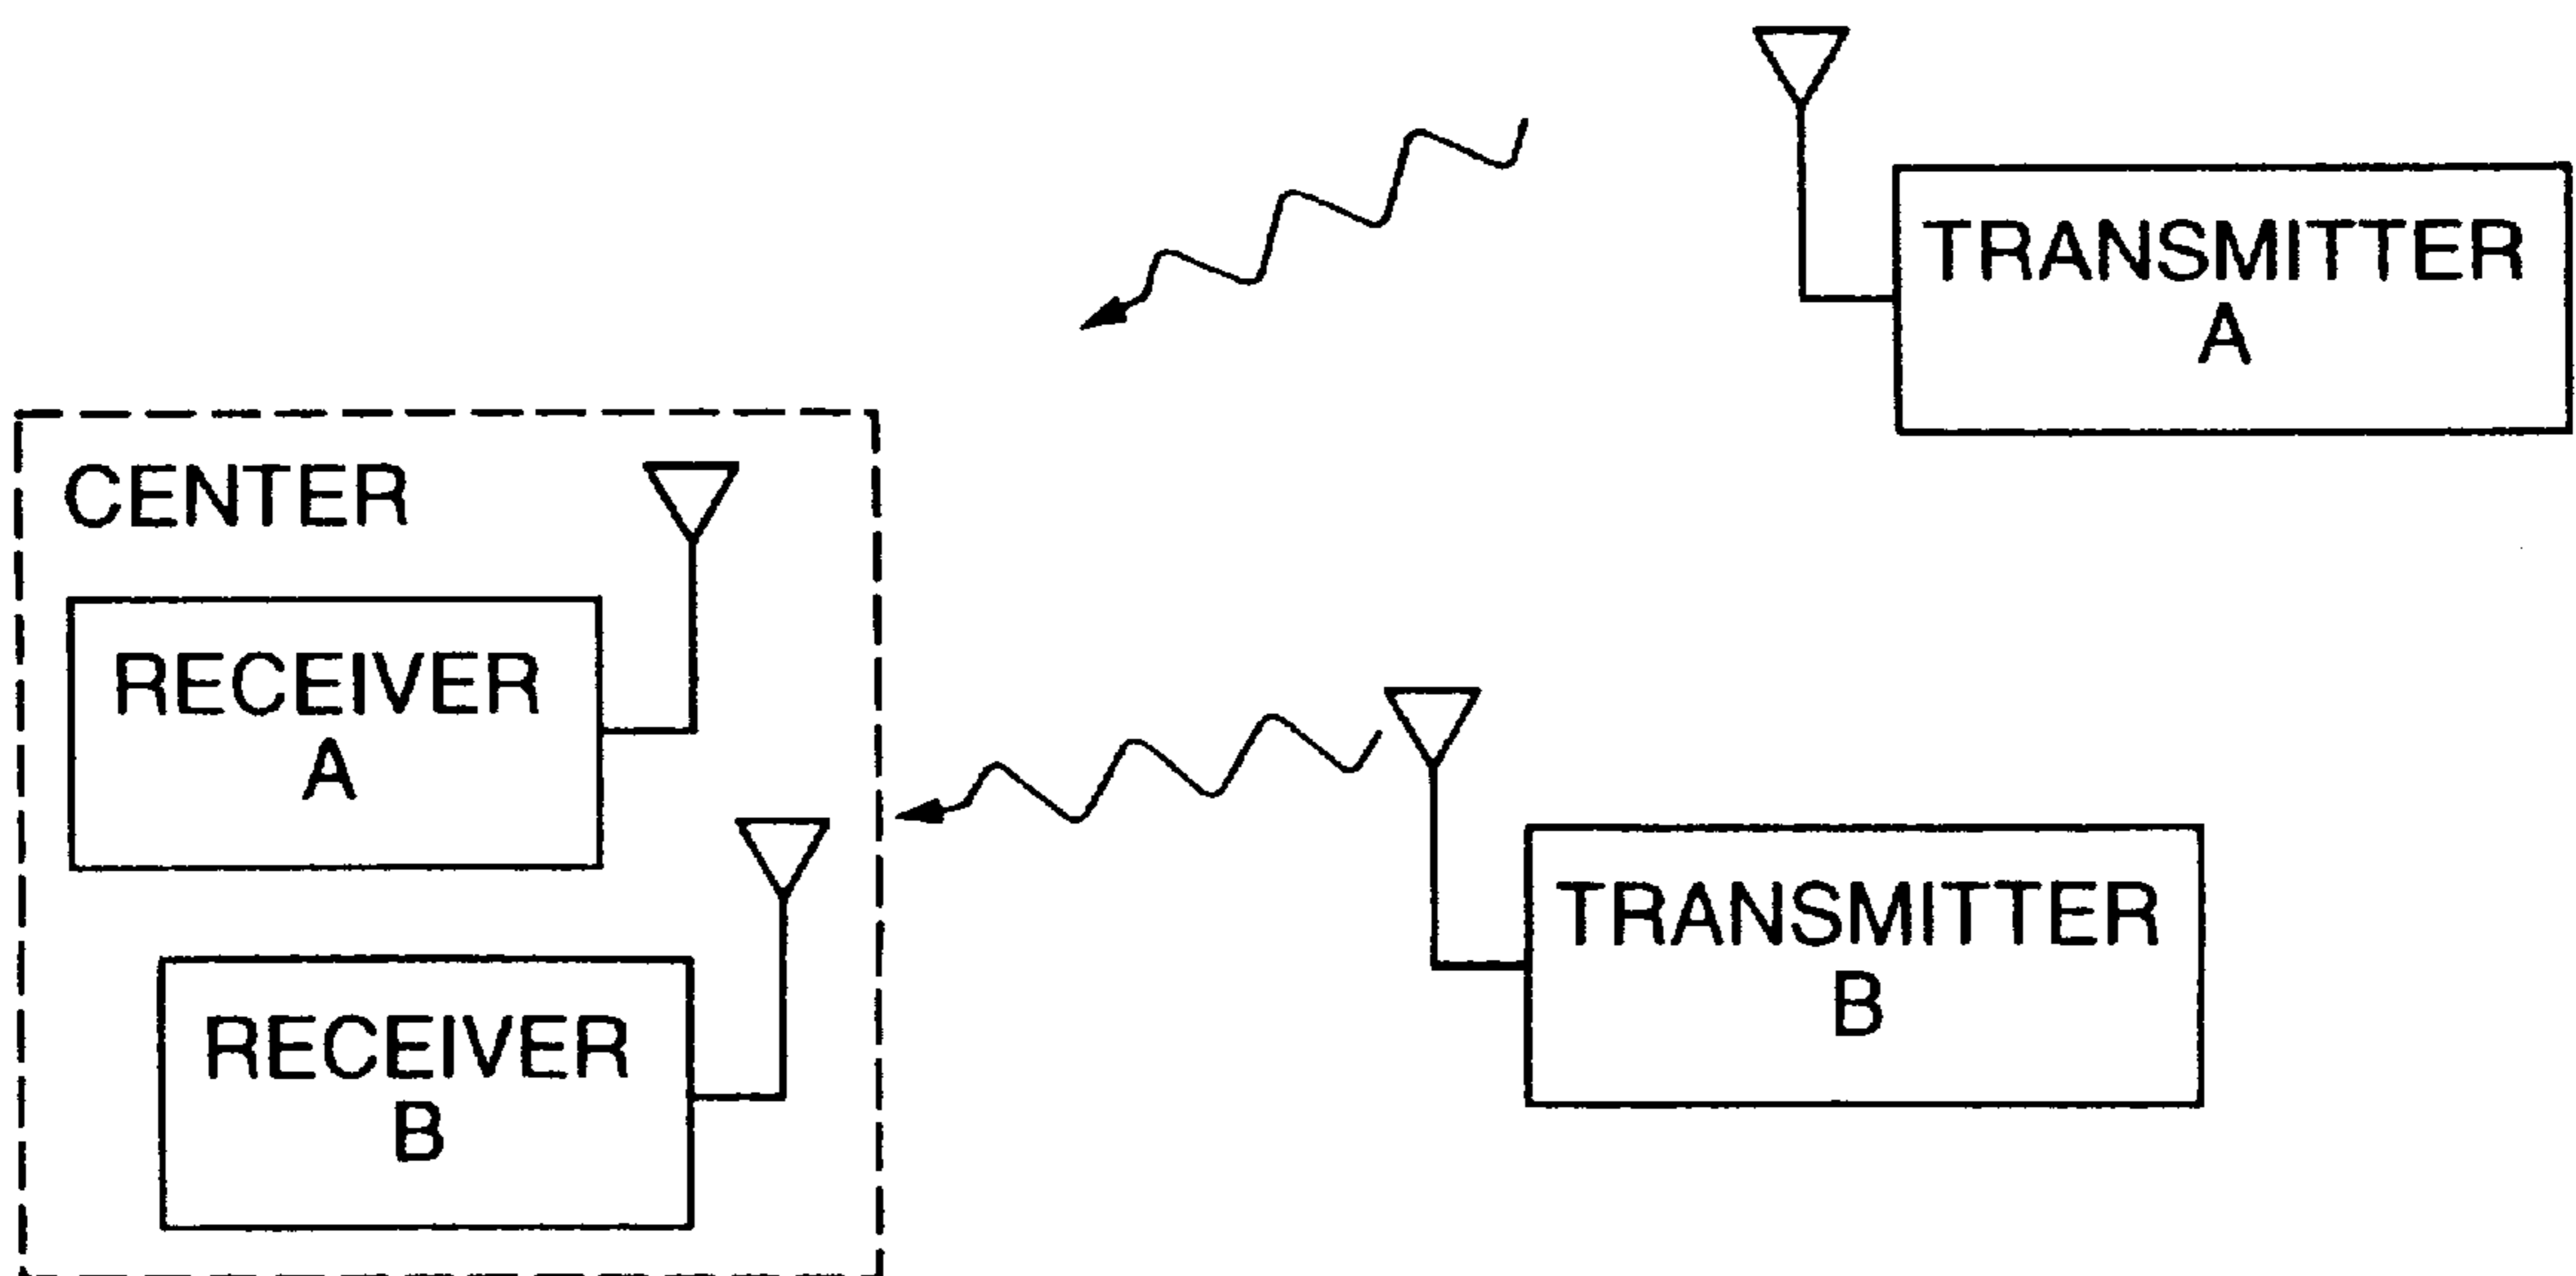 TRANSMITTER
A
CENTER
RECEIVER
A
TRANSMITTER
B
RECEIVER
B